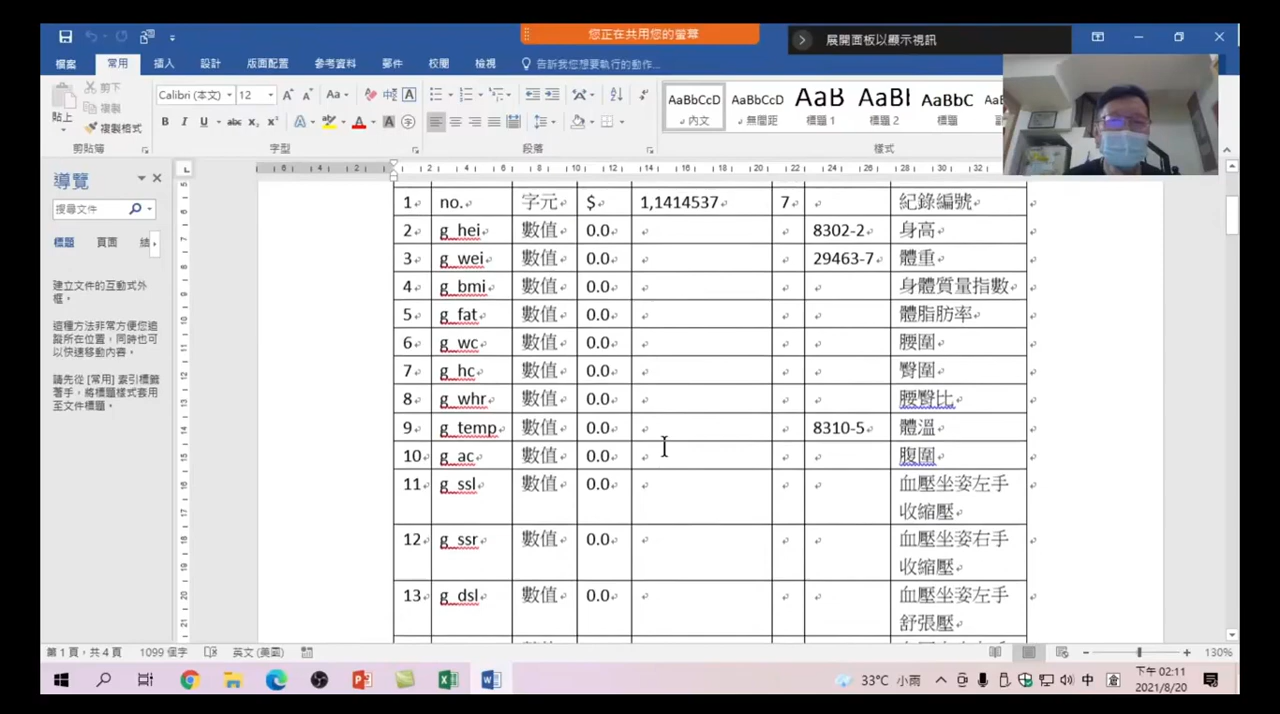 您正在共用您的螢幕
展開面板以顯示視訊
檔案 常用 插入 設計 版面配置 參考資料 郵件 校閱 檢視 告訴我您想要執行的動作...
貼上 剪下 複製 複製格式
Calibri (本文) 12
AaBbCcD AaBbCcD AaB AaBl AaBbC
內文 無間距 標題 1 標題 2 標題
剪貼簿 字型 段落 樣式
導覽
搜尋文件
標題 頁面 結
建立文件的互動式外
框。
這種方法非常方便您追
蹤所在位置,同時也可
以快速移動內容。
請先從 [常用] 索引標籤
著手,將標題樣式套用
至文件標題。
1 no. 字元 $ 1,1414537 7 紀錄編號
2 g_hei 數值 0.0 8302-2 身高
3 g_wei 數值 0.0 29463-7 體重
4 g_bmi 數值 0.0 身體質量指數
5 g_fat 數值 0.0 體脂肪率
6 g_wc 數值 0.0 腰圍
7 g_hc 數值 0.0 臀圍
8 g_whr 數值 0.0 腰臀比
9 g_temp 數值 0.0 8310-5 體溫
10 g_ac 數值 0.0 腹圍
11 g_ssl 數值 0.0 血壓坐姿左手
收縮壓
12 g_ssr 數值 0.0 血壓坐姿右手
收縮壓
13 g_dsl 數值 0.0 血壓坐姿左手
舒張壓
第 1 頁,共 4 頁 1099 個字 英文 (美國) 130%
33°C 小雨 中 下午 02:11
2021/8/20